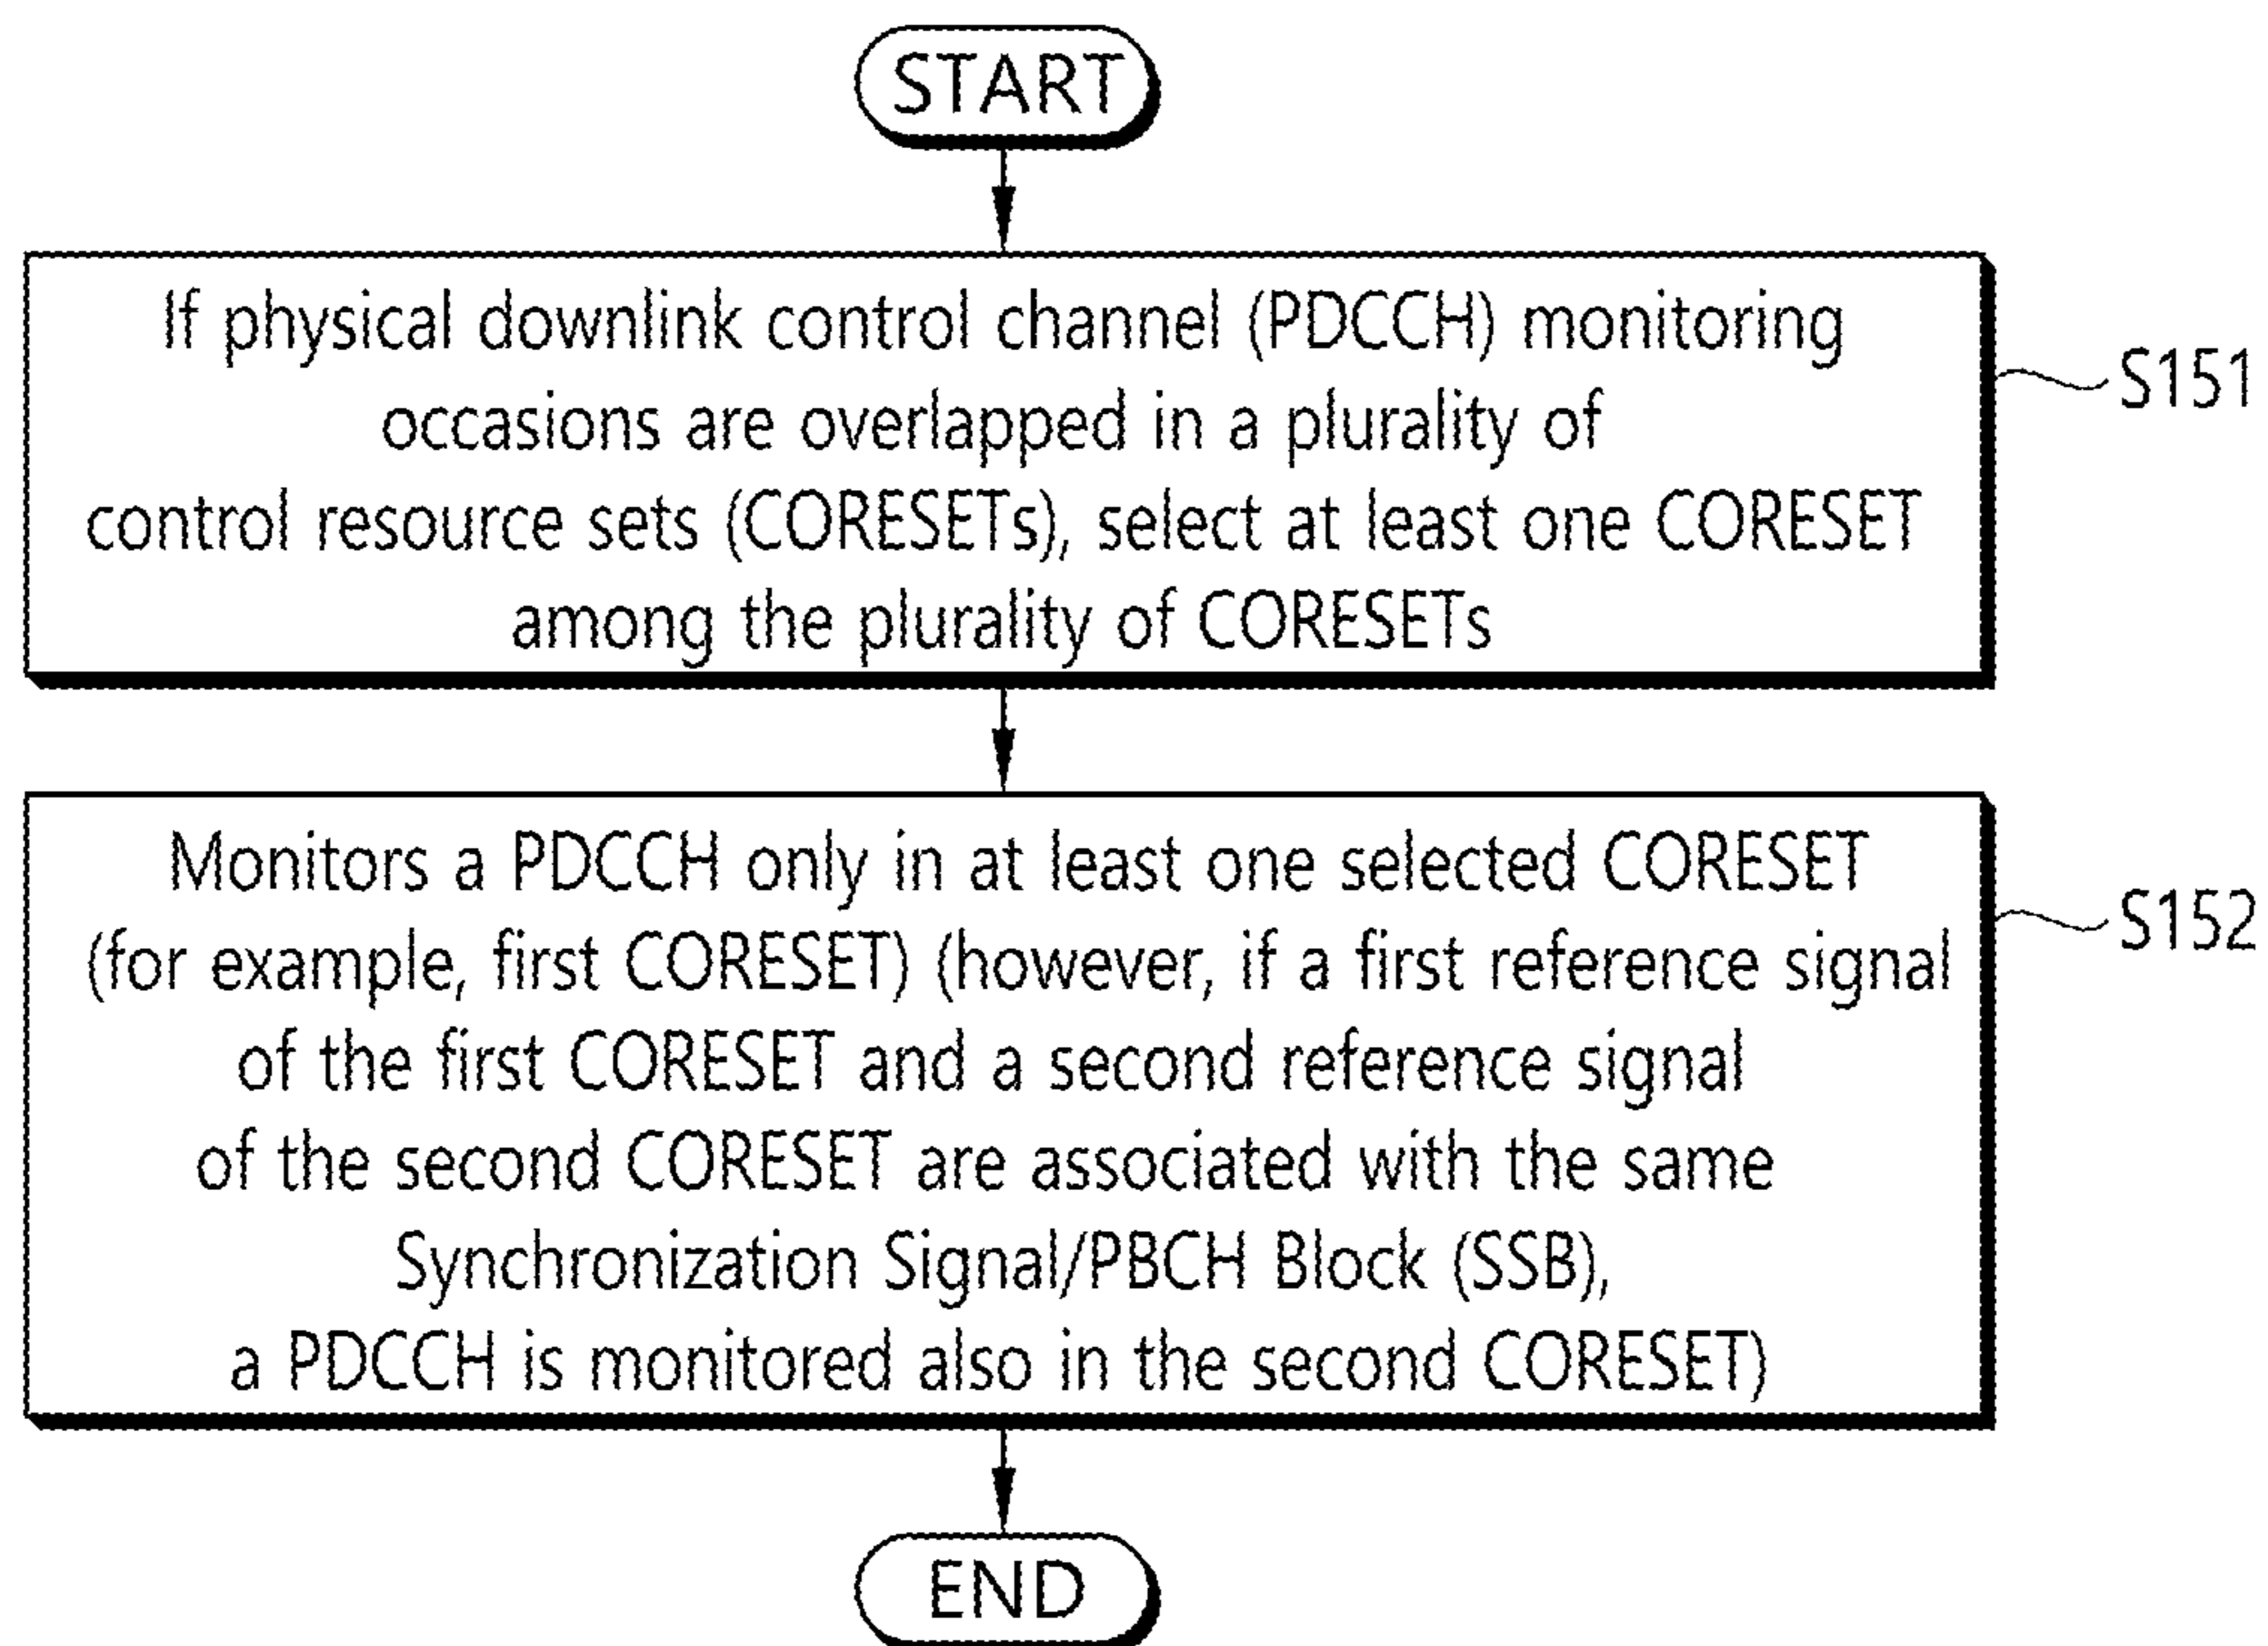 START
If physical downlink control channel (PDCCH) monitoring
occasions are overlapped in a plurality of
control resource sets (CORESETs), select at least one CORESET
among the plurality of CORESETs
S151
Monitors a PDCCH only in at least one selected CORESET
(for example, first CORESET) (however, if a first reference signal
of the first CORESET and a second reference signal
of the second CORESET are associated with the same
Synchronization Signal/PBCH Block (SSB),
a PDCCH is monitored also in the second CORESET)
S152
END